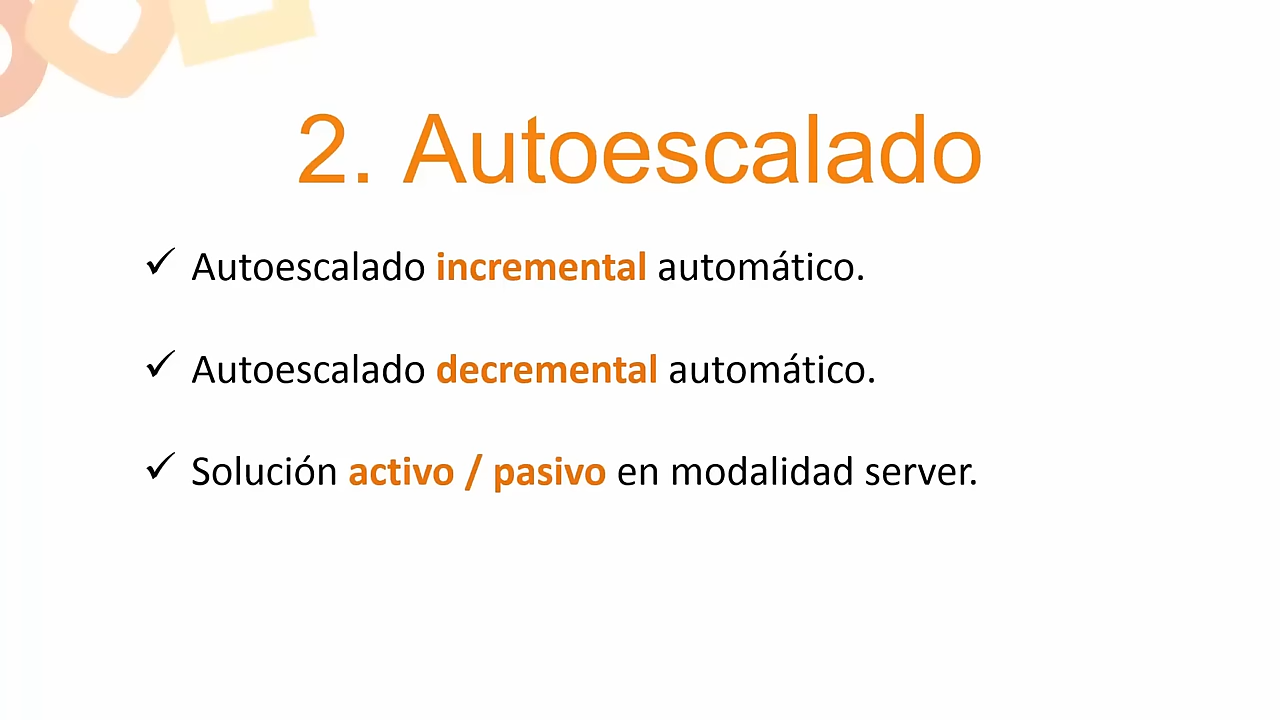 2. Autoescalado
✓ Autoescalado incremental automático.
✓ Autoescalado decremental automático.
✓ Solución activo / pasivo en modalidad server.